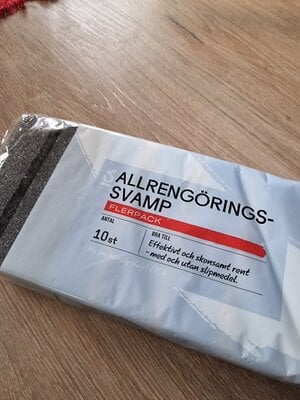 ALLRENGÖRINGS-
SVAMP
FLERPACK
ANTAL
10st
BRA TILL
Effektivt och skonsamt rent
- med och utan slipmedel.